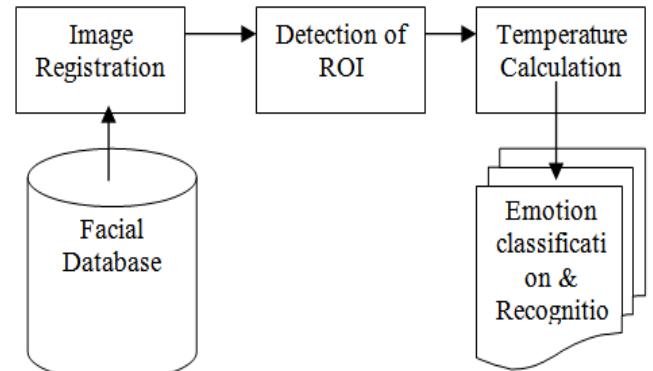 Image
Registration
Detection of
ROI
Temperature
Calculation
Facial
Database
Emotion
classificati
on &
Recognitio